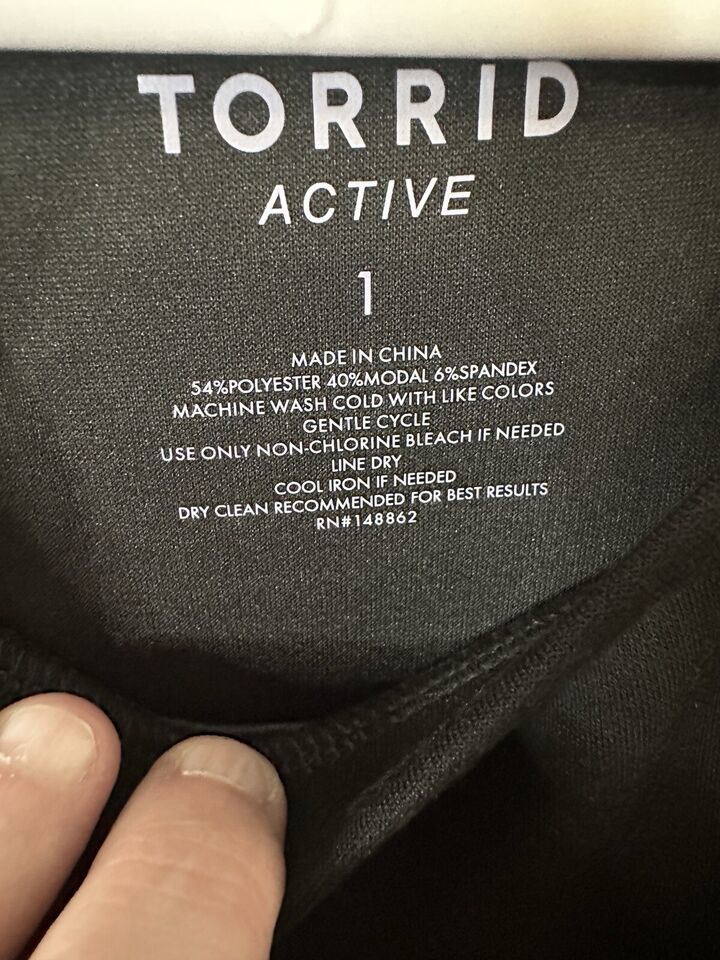 TORRID
ACTIVE
1
MADE IN CHINA
54%POLYESTER 40%MODAL 6%SPANDEX
MACHINE WASH COLD WITH LIKE COLORS
GENTLE CYCLE
USE ONLY NON-CHLORINE BLEACH IF NEEDED
LINE DRY
COOL IRON IF NEEDED
DRY CLEAN RECOMMENDED FOR BEST RESULTS
RN#148862